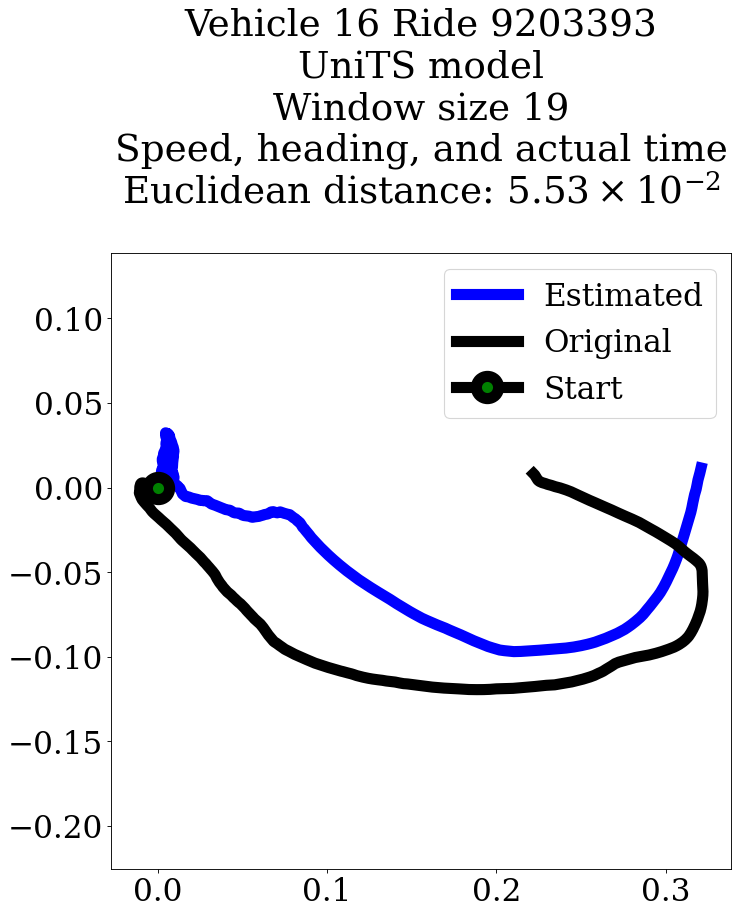 Vehicle 16 Ride 9203393
UniTS model
Window size 19
Speed, heading, and actual time
Euclidean distance: 5.53 × 10⁻²
Estimated
Original
Start
0.10
0.05
0.00
−0.05
−0.10
−0.15
−0.20
0.0 0.1 0.2 0.3